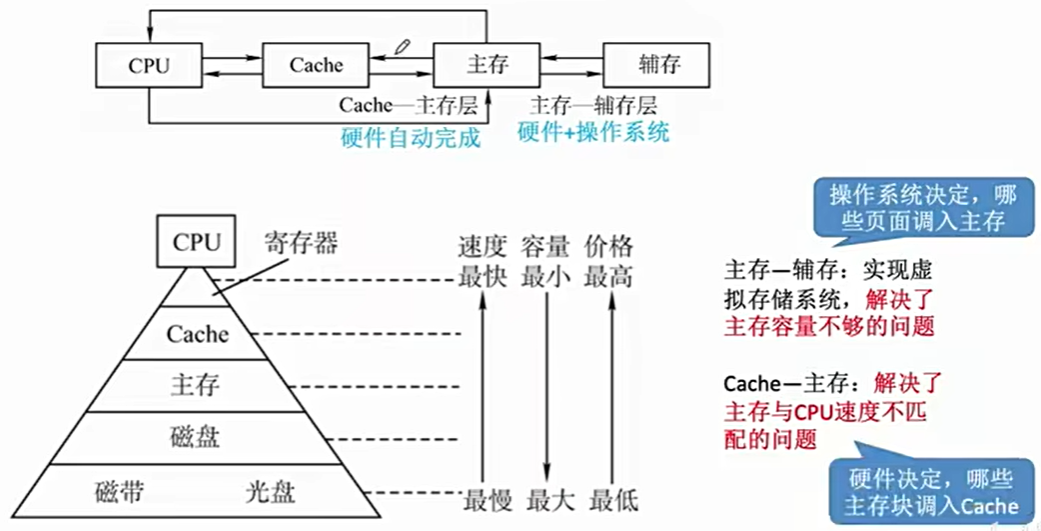 CPU
Cache
主存
辅存
Cache—主存层
主存—辅存层
硬件自动完成
硬件+操作系统
操作系统决定，哪
些页面调入主存
CPU
寄存器
速度 容量 价格
最快 最小 最高
主存—辅存：实现虚
拟存储系统，解决了
主存容量不够的问题
Cache
主存
Cache—主存：解决了
主存与CPU速度不匹
配的问题
磁盘
磁带
光盘
最慢 最大 最低
硬件决定，哪些
主存块调入Cache